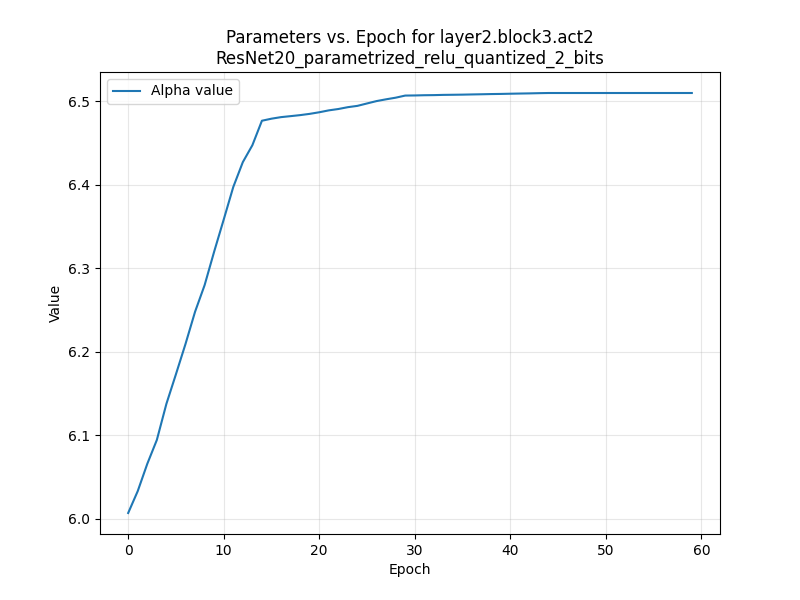 Parameters vs. Epoch for layer2.block3.act2
ResNet20_parametrized_relu_quantized_2_bits
Alpha value
6.5
6.4
6.3
6.2
6.1
6.0
Value
0 10 20 30 40 50 60
Epoch